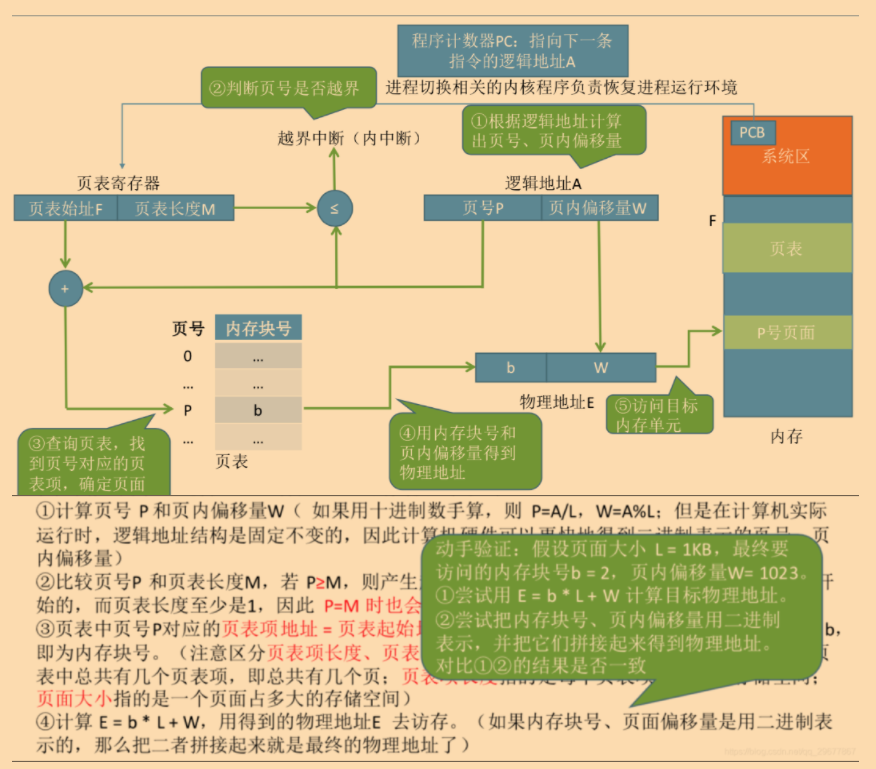 程序计数器PC：指向下一条
指令的逻辑地址A
②判断页号是否越界
进程切换相关的内核程序负责恢复进程运行环境
越界中断（内中断）
①根据逻辑地址计算
出页号、页内偏移量
PCB
系统区
页表寄存器
逻辑地址A
页表始址F 页表长度M
≤
页号P 页内偏移量W
F
页表
+
页号 内存块号
0 ...
... ...
P b
... ...
页表
P号页面
b W
物理地址E
⑤访问目标
内存单元
内存
③查询页表，找
到页号对应的页
表项，确定页面
④用内存块号和
页内偏移量得到
物理地址
①计算页号 P 和页内偏移量W（ 如果用十进制数手算，则 P=A/L，W=A%L；但是在计算机实际
运行时，逻辑地址结构是固定不变的，因此计算机硬件可以更快地得到二进制表示的页号、页
内偏移量）
②比较页号P 和页表长度M，若 P≥M，则产生
始的，而页表长度至少是1，因此 P=M 时也会
③页表中页号P对应的页表项地址 = 页表起始 b，
即为内存块号。（注意区分页表项长度、页表
表中总共有几个页表项，即总共有几个页；页表项长度指的是每个页表项 存储空间；
页面大小指的是一个页面占多大的存储空间）
④计算 E = b * L + W，用得到的物理地址E 去访存。（如果内存块号、页面偏移量是用二进制表
示的，那么把二者拼接起来就是最终的物理地址了）
动手验证：假设页面大小 L = 1KB，最终要
访问的内存块号b = 2，页内偏移量W= 1023。
①尝试用 E = b * L + W 计算目标物理地址。
②尝试把内存块号、页内偏移量用二进制
表示，并把它们拼接起来得到物理地址。
对比①②的结果是否一致